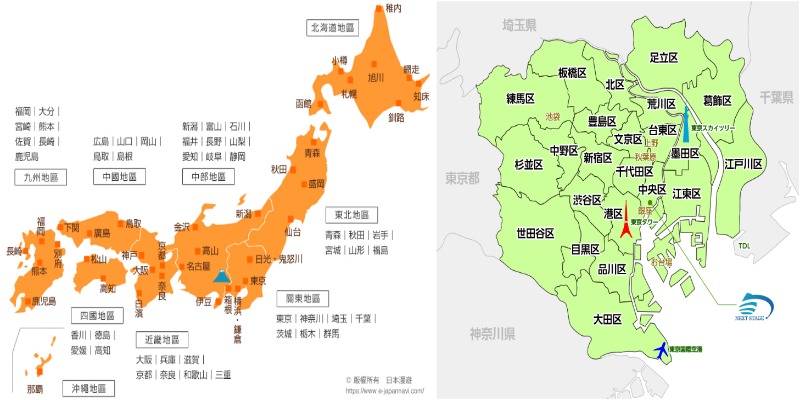 稚内
北海道地區
小樽
旭川
網走
札幌
知床
函館
釧路
福岡|大分|
宮崎|熊本|
佐賀|長崎|
鹿児島
九州地區
廣島|山口|岡山|
鳥取|島根
中國地區
新潟|富山|石川|
福井|長野|山梨|
愛知|岐阜|静岡
中部地區
青森
秋田
盛岡
新潟
仙台
東北地區
青森|秋田|岩手|
宮城|山形|福島
金沢
高山
名古屋
日光・鬼怒川
東京
横浜・鎌倉
箱根
伊豆
京都
奈良
大阪
神戸
白濱
鳥取
廣島
下関
松山
高知
福岡
別府
長崎
熊本
鹿児島
關東地區
東京|神奈川|埼玉|千葉|
茨城|栃木|群馬
四國地區
香川|徳島|
愛媛|高知
近畿地區
大阪|兵庫|滋賀|
京都|奈良|和歌山|三重
那覇
沖縄地區
© 版權所有 日本漫遊
https://www.e-japannavi.com/
埼玉県
千葉県
東京都
神奈川県
足立区
板橋区
北区
練馬区
荒川区
葛飾区
池袋
豊島区
文京区
台東区
東京スカイツリー
上野
墨田区
秋葉原
中野区
新宿区
杉並区
千代田区
江戸川区
中央区
江東区
渋谷区
港区
銀座
東京タワー
世田谷区
目黒区
品川区
お台場
TDL
NEXT STAGE
大田区
東京国際空港